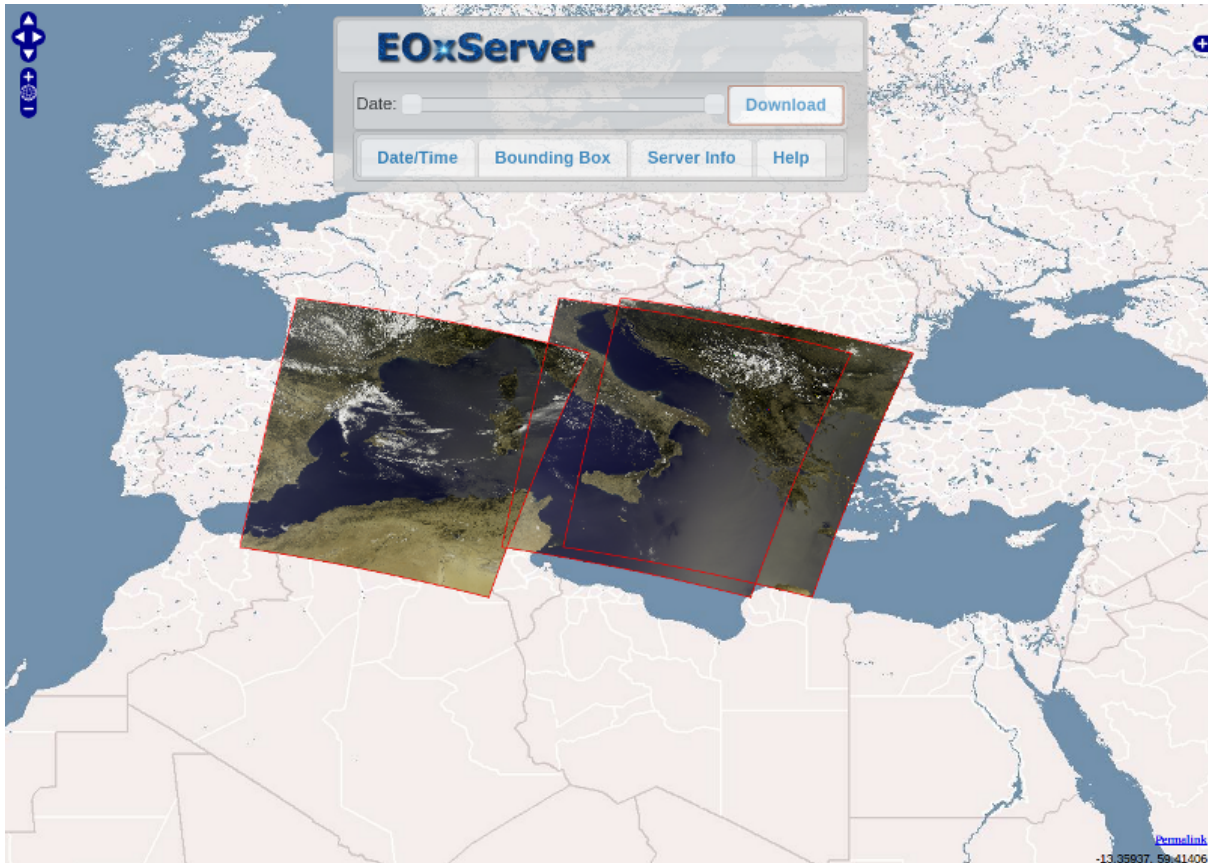 EOxServer
Date:
Download
Date/Time
Bounding Box
Server Info
Help
Permalink
-13.35937, 59.41406